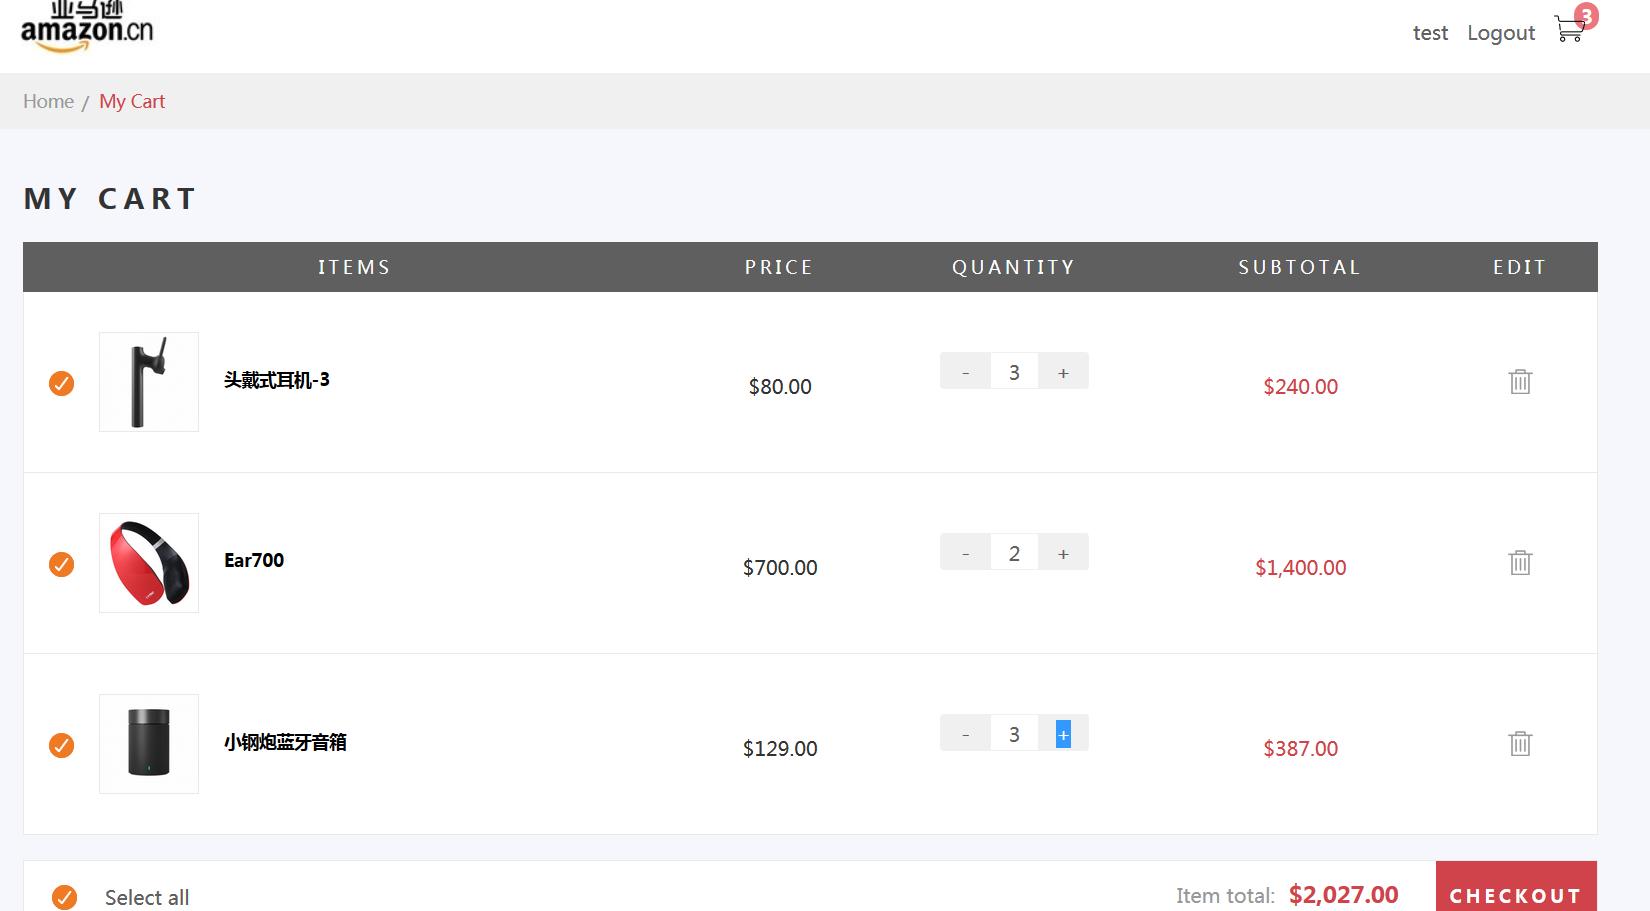 亚马逊
amazon.cn
test Logout 3
Home / My Cart
MY CART
ITEMS PRICE QUANTITY SUBTOTAL EDIT
头戴式耳机-3 $80.00 - 3 + $240.00
Ear700 $700.00 - 2 + $1,400.00
小钢炮蓝牙音箱 $129.00 - 3 + $387.00
Select all Item total: $2,027.00 CHECKOUT